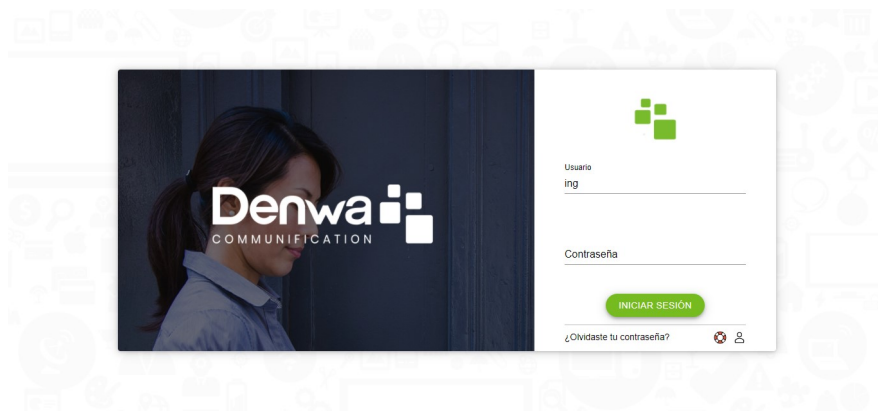 Denwa
COMMUNIFICATION
Usuario
ing
Contraseña
INICIAR SESIÓN
¿Olvidaste tu contraseña?